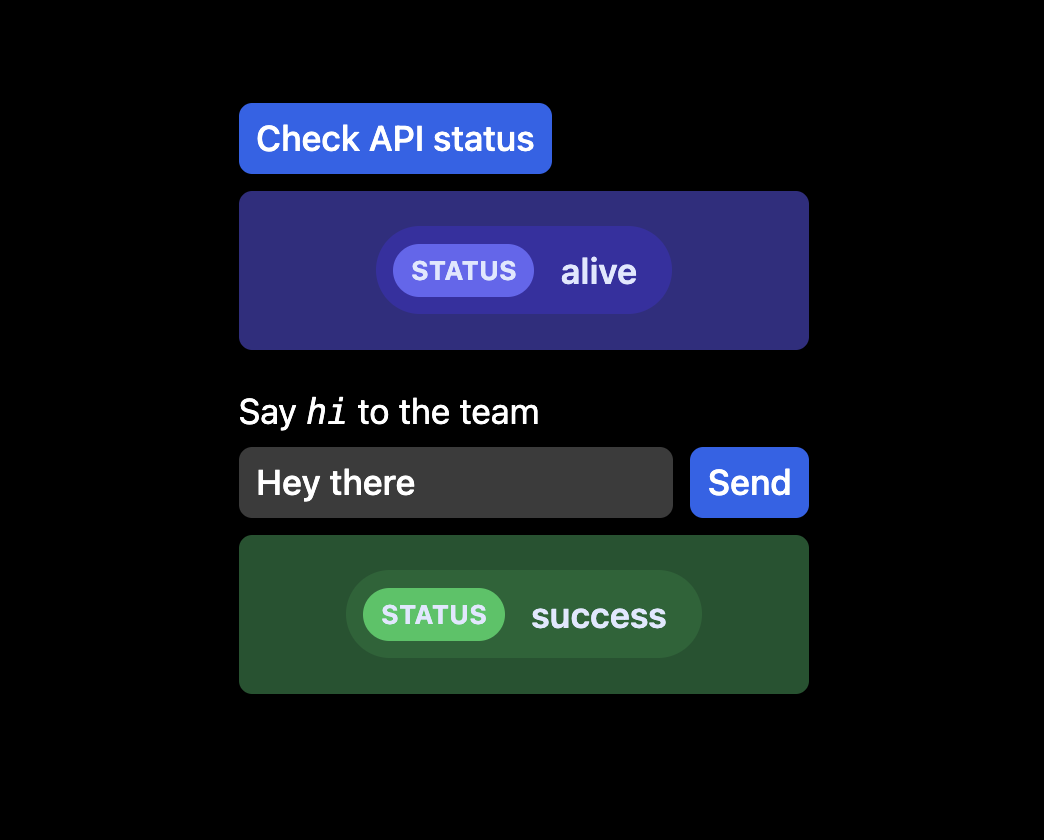 Check API status
STATUS alive
Say hi to the team
Hey there Send
STATUS success